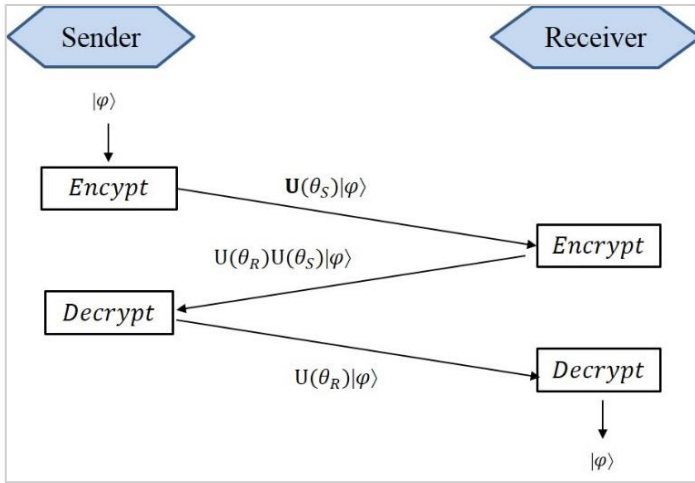 Sender
Receiver
|φ⟩
Encypt
𝐔(θ_S)|φ⟩
Encrypt
U(θ_R)U(θ_S)|φ⟩
Decrypt
U(θ_R)|φ⟩
Decrypt
|φ⟩